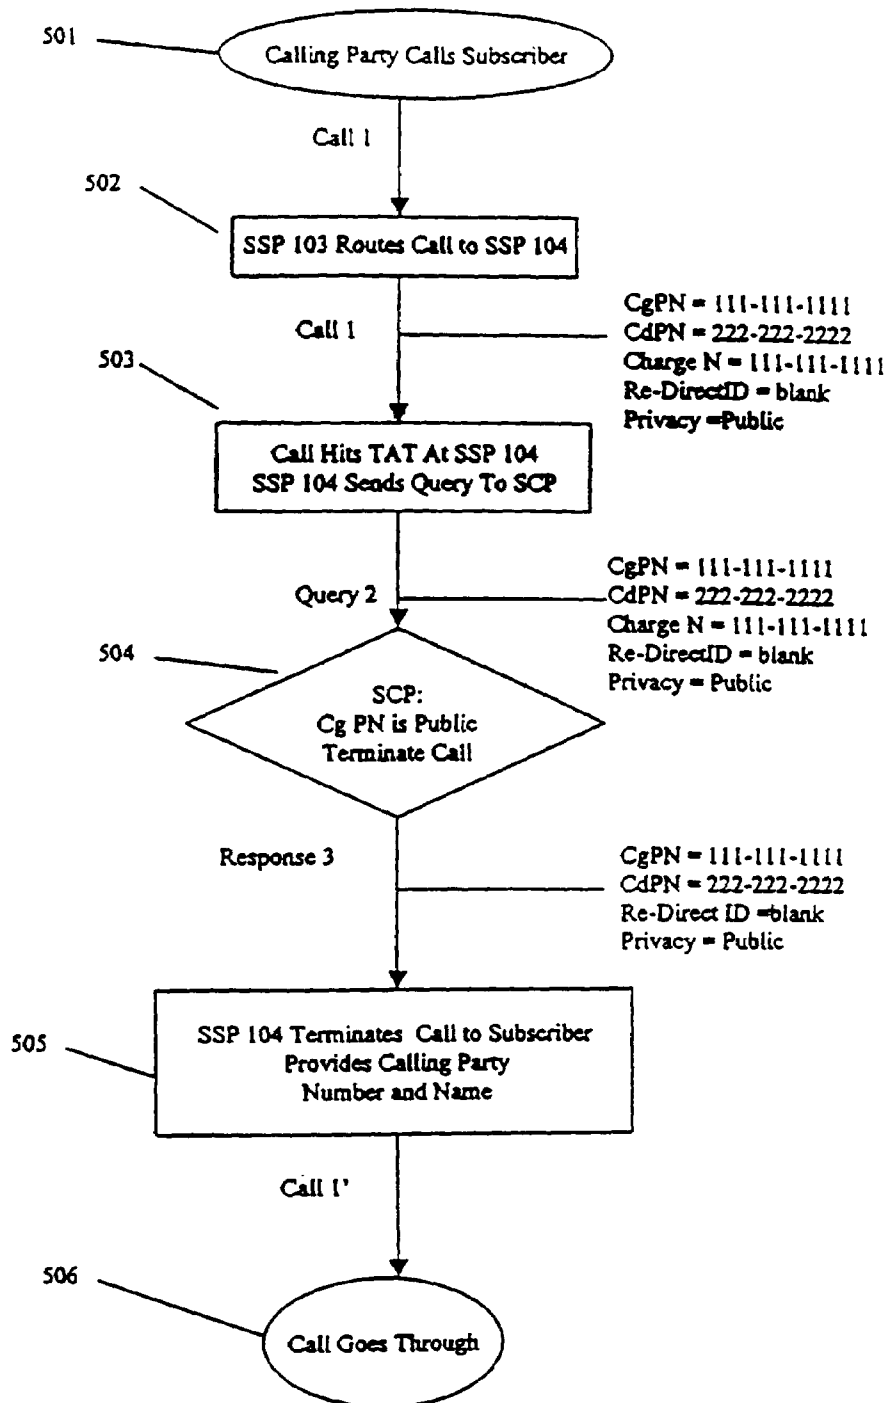 501
Calling Party Calls Subscriber
Call 1
502
SSP 103 Routes Call to SSP 104
Call 1
CgPN = 111-111-1111
CdPN = 222-222-2222
Charge N = 111-111-1111
Re-DirectID = blank
Privacy =Public
503
Call Hits TAT At SSP 104
SSP 104 Sends Query To SCP
Query 2
CgPN = 111-111-1111
CdPN = 222-222-2222
Charge N = 111-111-1111
Re-DirectID = blank
Privacy = Public
504
SCP:
Cg PN is Public
Terminate Call
Response 3
CgPN = 111-111-1111
CdPN = 222-222-2222
Re-Direct ID =blank
Privacy = Public
505
SSP 104 Terminates Call to Subscriber
Provides Calling Party
Number and Name
Call 1'
506
Call Goes Through